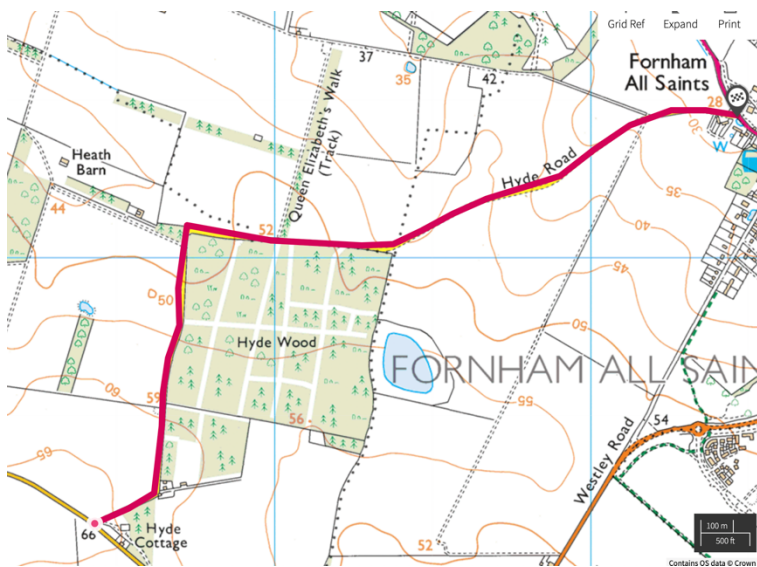 Grid Ref
Expand
Print
37
35
42
Fornham
All Saints
28
30
W
Heath
Barn
Queen Elizabeth's Walk
(Track)
Hyde Road
35
44
52
40
45
50
50
Hyde Wood
FORNHAM ALL SAIN
60
59
55
56
54
65
50
Westley Road
66
Hyde
Cottage
52
100 m
500 ft
Contains OS data © Crown